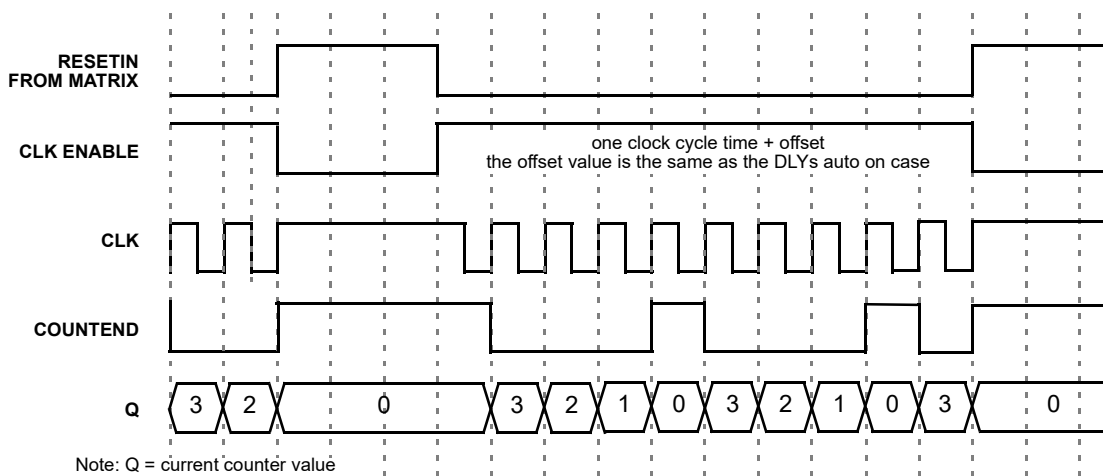 RESETIN
FROM MATRIX
CLK ENABLE
one clock cycle time + offset
the offset value is the same as the DLYs auto on case
CLK
COUNTEND
Q 3 2 0 3 2 1 0 3 2 1 0 3 0
Note: Q = current counter value